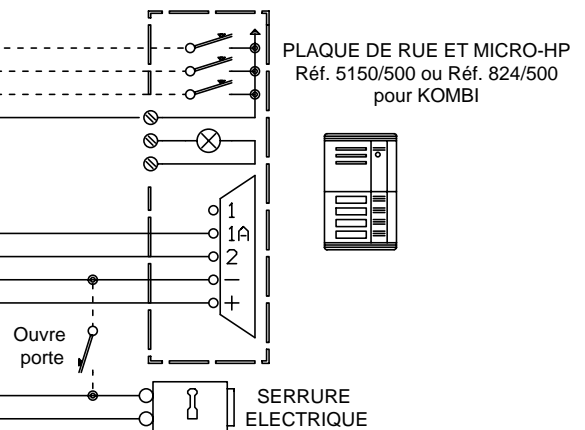 PLAQUE DE RUE ET MICRO-HP
Réf. 5150/500 ou Réf. 824/500
pour KOMBI
1
1A
2
−
+
Ouvre
porte
SERRURE
ELECTRIQUE